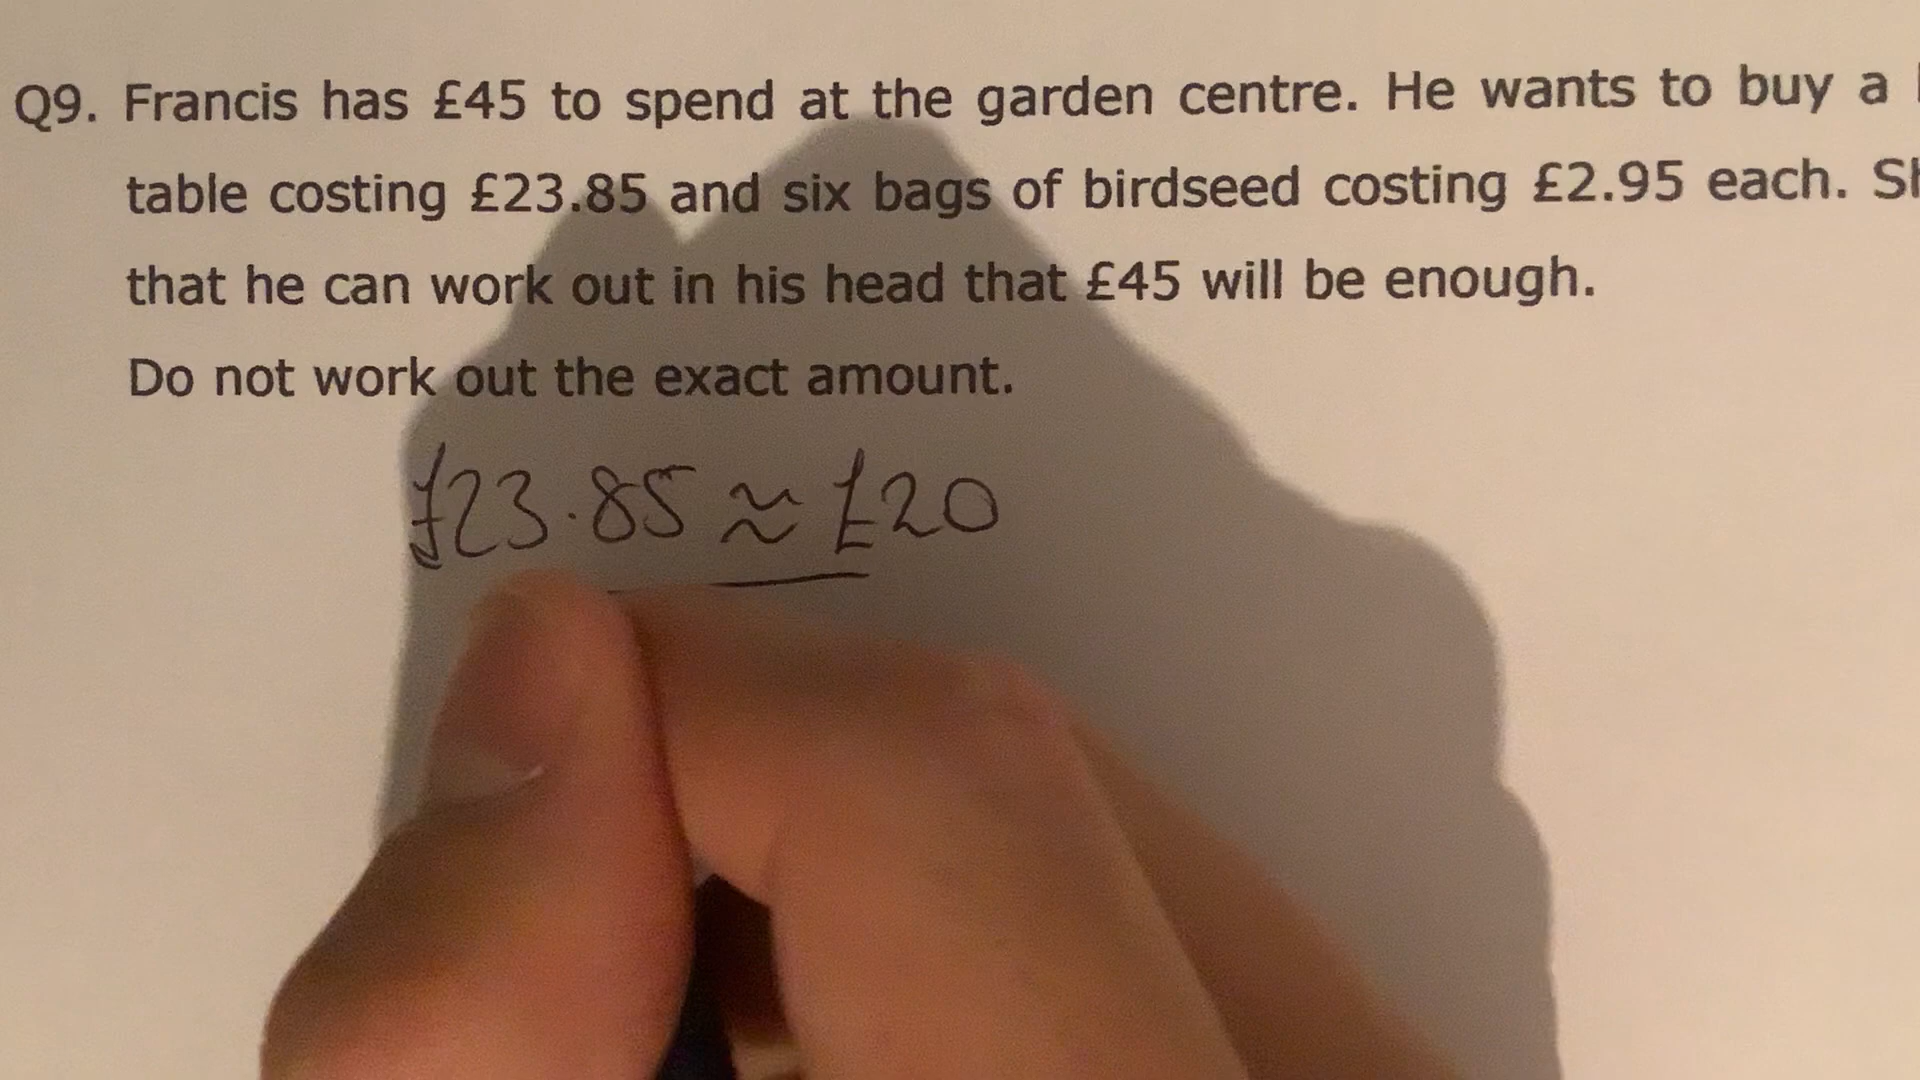 Q9. Francis has £45 to spend at the garden centre. He wants to buy a
table costing £23.85 and six bags of birdseed costing £2.95 each.
that he can work out in his head that £45 will be enough.
Do not work out the exact amount.
£23.85 ≈ £20